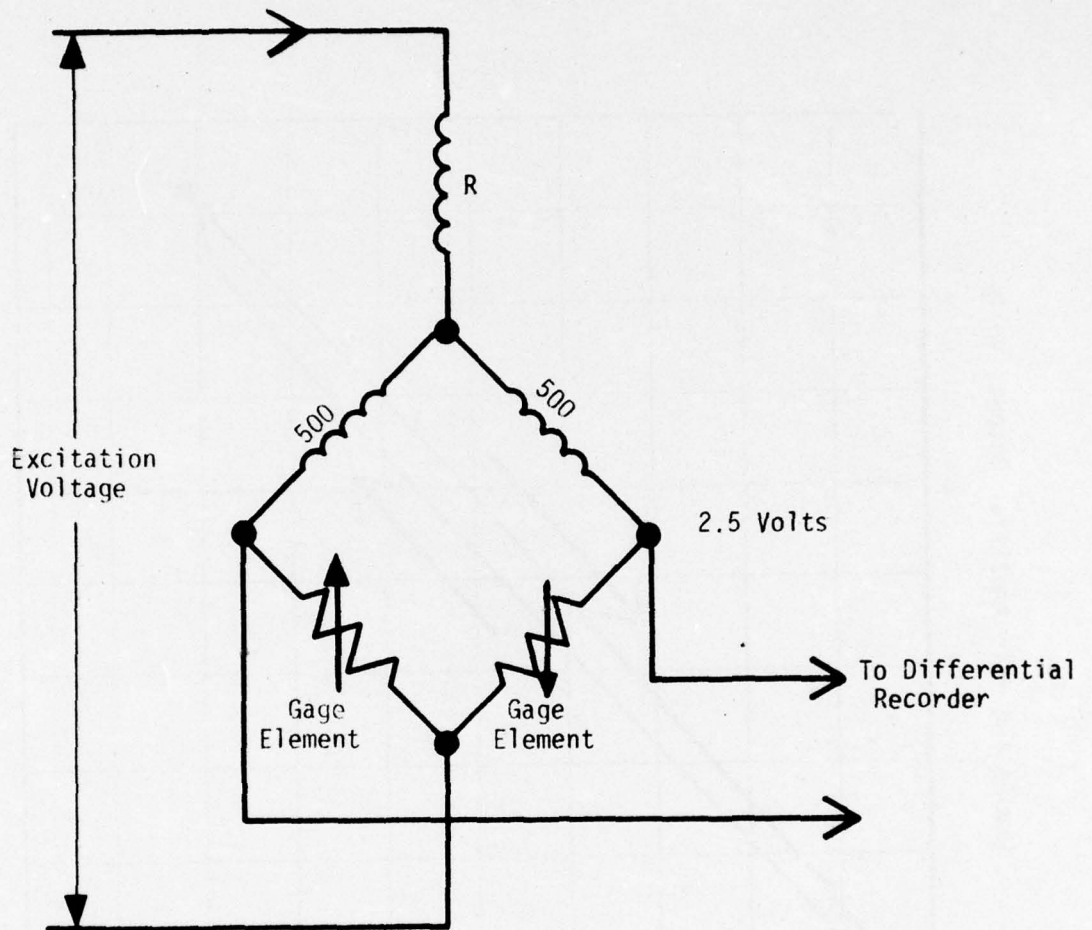 R
500
500
Excitation
Voltage
2.5 Volts
To Differential
Recorder
Gage
Element
Gage
Element